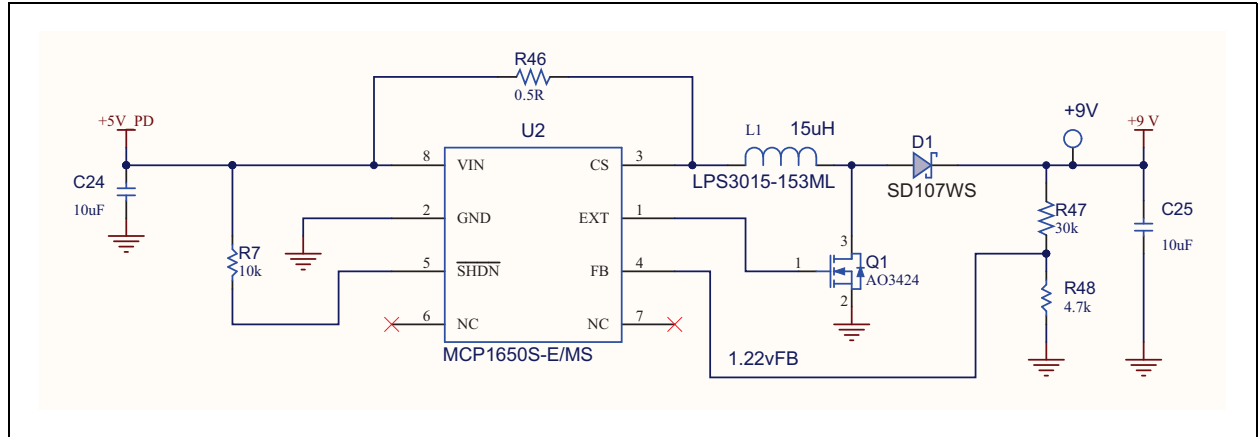 R46
0.5R
+5V_PD
U2
+9V
+9 V
L1
15uH
D1
8
VIN
CS
3
LPS3015-153ML
SD107WS
C24
10uF
R47
30k
C25
10uF
2
GND
EXT
1
R7
10k
3
Q1
AO3424
1
2
5
SHDN
FB
4
R48
4.7k
6
NC
NC
7
MCP1650S-E/MS
1.22vFB